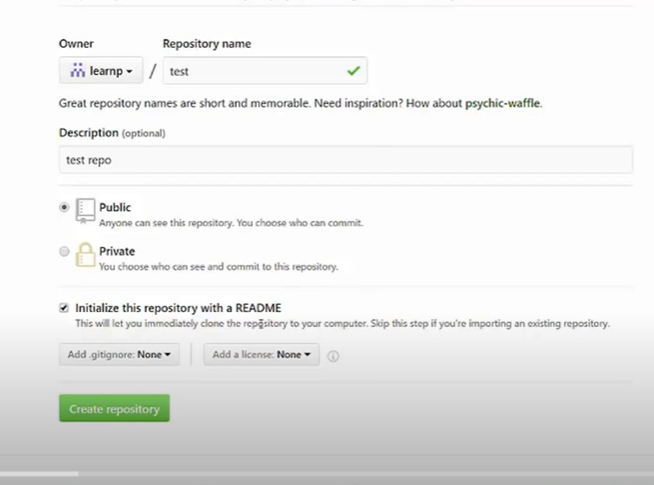 Owner Repository name
learnp / test
Great repository names are short and memorable. Need inspiration? How about psychic-waffle.
Description (optional)
test repo
Public
Anyone can see this repository. You choose who can commit.
Private
You choose who can see and commit to this repository.
Initialize this repository with a README
This will let you immediately clone the repository to your computer. Skip this step if you're importing an existing repository.
Add .gitignore: None Add a license: None
Create repository